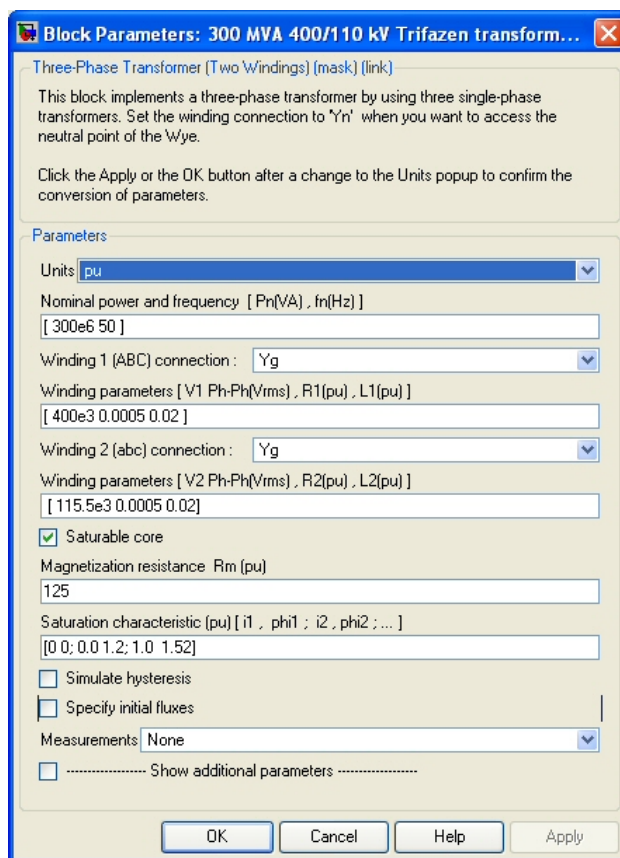 Block Parameters: 300 MVA 400/110 kV Trifazen transform...
Three-Phase Transformer (Two Windings) (mask) (link)
This block implements a three-phase transformer by using three single-phase
transformers. Set the winding connection to 'Yn' when you want to access the
neutral point of the Wye.
Click the Apply or the OK button after a change to the Units popup to confirm the
conversion of parameters.
Parameters
Units pu
Nominal power and frequency [ Pn(VA) , fn(Hz) ]
[ 300e6 50 ]
Winding 1 (ABC) connection : Yg
Winding parameters [ V1 Ph-Ph(Vrms) , R1(pu) , L1(pu) ]
[ 400e3 0.0005 0.02 ]
Winding 2 (abc) connection : Yg
Winding parameters [ V2 Ph-Ph(Vrms) , R2(pu) , L2(pu) ]
[ 115.5e3 0.0005 0.02]
Saturable core
Magnetization resistance Rm (pu)
125
Saturation characteristic (pu) [ i1 , phi1 ; i2 , phi2 ; ... ]
[0 0; 0.0 1.2; 1.0 1.52]
Simulate hysteresis
Specify initial fluxes
Measurements None
------------------ Show additional parameters ------------------
OK Cancel Help Apply